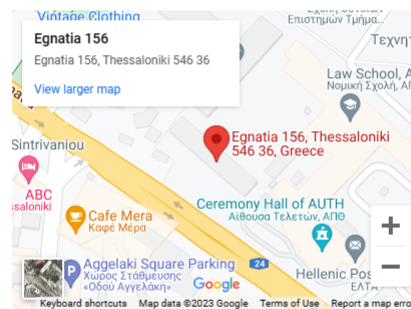 Vintage Clothing
Egnatia 156
Egnatia 156, Thessaloniki 546 36
View larger map
Επιστημών Τμήμα...
Law School, A
Νομική Σχολή, ΑΠ
Egnatia 156, Thessaloniki
546 36, Greece
Sintrivaniou
ABC
ssaloniki
Cafe Mera
Καφέ Μέρα
Ceremony Hall of AUTH
Αίθουσα Τελετών, ΑΠΘ
Aggelaki Square Parking
Χώρος Στάθμευσης
«Οδού Αγγελάκη»
24
Hellenic Pos
ΕΛΤΑ
Google
Keyboard shortcuts
Map data ©2023 Google
Terms of Use
Report a map erro